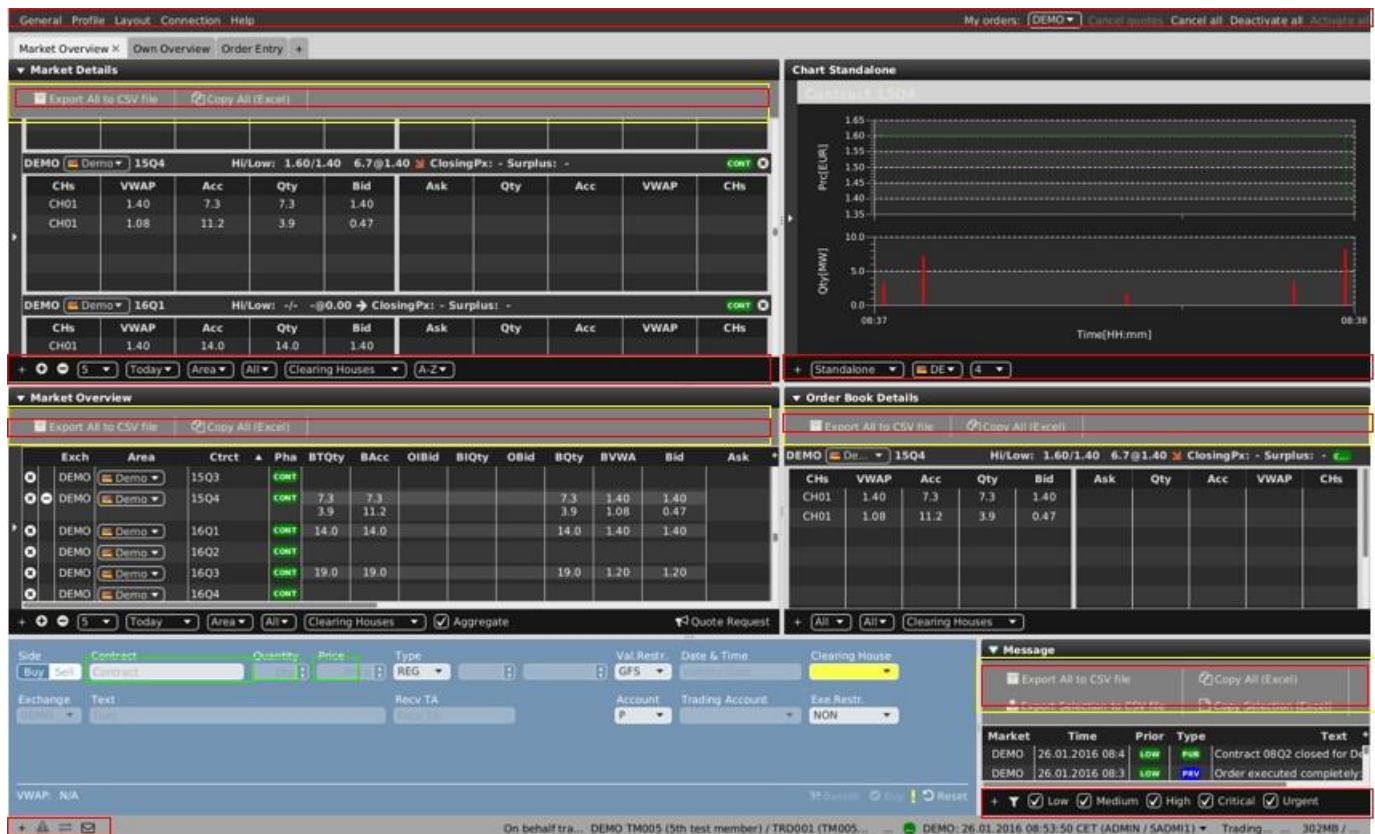 General Profile Layout Connection Help
My orders: DEMO Cancel quotes Cancel all Deactivate all Activate all
Market Overview × Own Overview Order Entry +
Market Details
Export All to CSV file Copy All (Excel)
DEMO Demo 15Q4 Hi/Low: 1.60/1.40 6.7@1.40 ClosingPx: - Surplus: - CONT
CHs VWAP Acc Qty Bid Ask Qty Acc VWAP CHs
CH01 1.40 7.3 7.3 1.40
CH01 1.08 11.2 3.9 0.47
DEMO Demo 16Q1 Hi/Low: -/- -@0.00 ClosingPx: - Surplus: - CONT
CHs VWAP Acc Qty Bid Ask Qty Acc VWAP CHs
CH01 1.40 14.0 14.0 1.40
+ 5 Today Area All Clearing Houses A-Z
Chart Standalone
Contract 15Q4
Prc[EUR]
1.65
1.60
1.55
1.50
1.45
1.40
1.35
Qty[MW]
10.0
5.0
0.0
08:37 08:38
Time[HH:mm]
+ Standalone DE 4
Market Overview
Export All to CSV file Copy All (Excel)
Exch Area Ctrct Pha BTQty BAcc OIBid BIQty OBid BQty BVWA Bid Ask
DEMO Demo 15Q3 CONT
DEMO Demo 15Q4 CONT 7.3 7.3 7.3 1.40 1.40
3.9 11.2 3.9 1.08 0.47
DEMO Demo 16Q1 CONT 14.0 14.0 14.0 1.40 1.40
DEMO Demo 16Q2 CONT
DEMO Demo 16Q3 CONT 19.0 19.0 19.0 1.20 1.20
DEMO Demo 16Q4 CONT
+ 5 Today Area All Clearing Houses Aggregate Quote Request
Order Book Details
Export All to CSV file Copy All (Excel)
DEMO De... 15Q4 Hi/Low: 1.60/1.40 6.7@1.40 ClosingPx: - Surplus: - C...
CHs VWAP Acc Qty Bid Ask Qty Acc VWAP CHs
CH01 1.40 7.3 7.3 1.40
CH01 1.08 11.2 3.9 0.47
+ All All Clearing Houses
Side Contract Quantity Price Type Val.Restr. Date & Time Clearing House
Buy Sell Contract Qty REG GFS
Exchange Text Recv TA Account Trading Account Exe.Restr.
DEMO Text Recv TA P NON
VWAP: N/A
Basket Buy Reset
Message
Export All to CSV file Copy All (Excel)
Export Selection to CSV file Copy Selection (Excel)
Market Time Prior Type Text
DEMO 26.01.2016 08:4 LOW PUB Contract 08Q2 closed for De
DEMO 26.01.2016 08:3 LOW PRV Order executed completely;
+ Low Medium High Critical Urgent
+ On behalf tra... DEMO TM005 (5th test member) / TRD001 (TM005... ... DEMO: 26.01.2016 08:53:50 CET (ADMIN / SADMI1) Trading... ... 302MB / ...